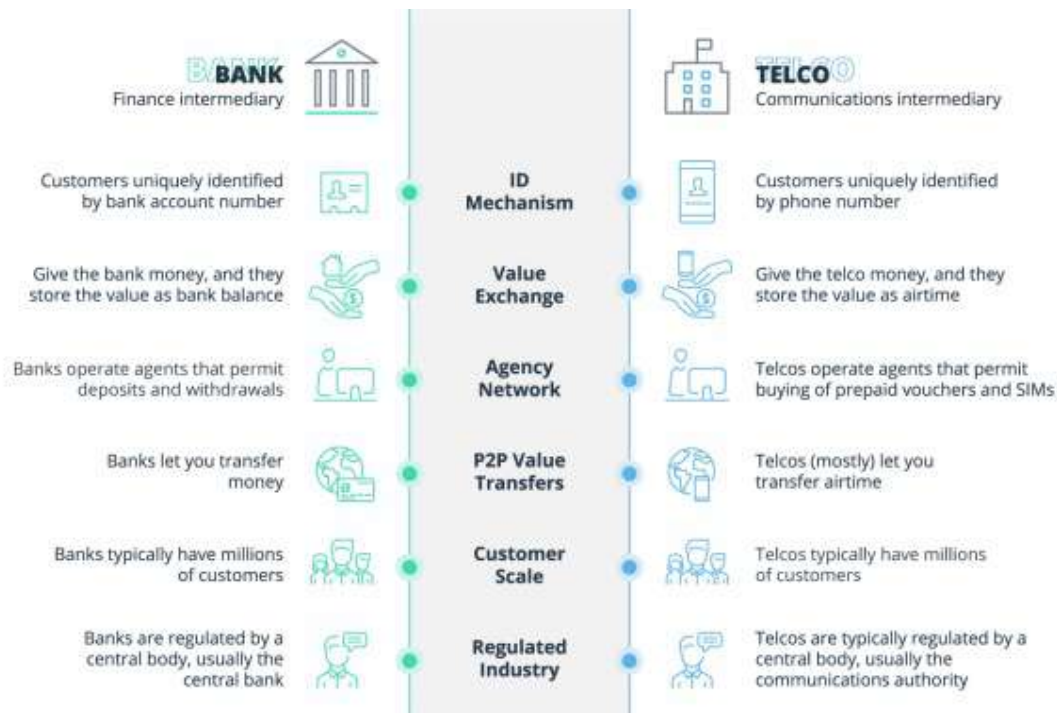 BANK
Finance intermediary
TELCO
Communications intermediary
Customers uniquely identified
by bank account number
ID
Mechanism
Customers uniquely identified
by phone number
Give the bank money, and they
store the value as bank balance
Value
Exchange
Give the telco money, and they
store the value as airtime
Banks operate agents that permit
deposits and withdrawals
Agency
Network
Telcos operate agents that permit
buying of prepaid vouchers and SIMs
Banks let you transfer
money
P2P Value
Transfers
Telcos (mostly) let you
transfer airtime
Banks typically have millions
of customers
Customer
Scale
Telcos typically have millions
of customers
Banks are regulated by a
central body, usually the
central bank
Regulated
Industry
Telcos are typically regulated by a
central body, usually the
communications authority